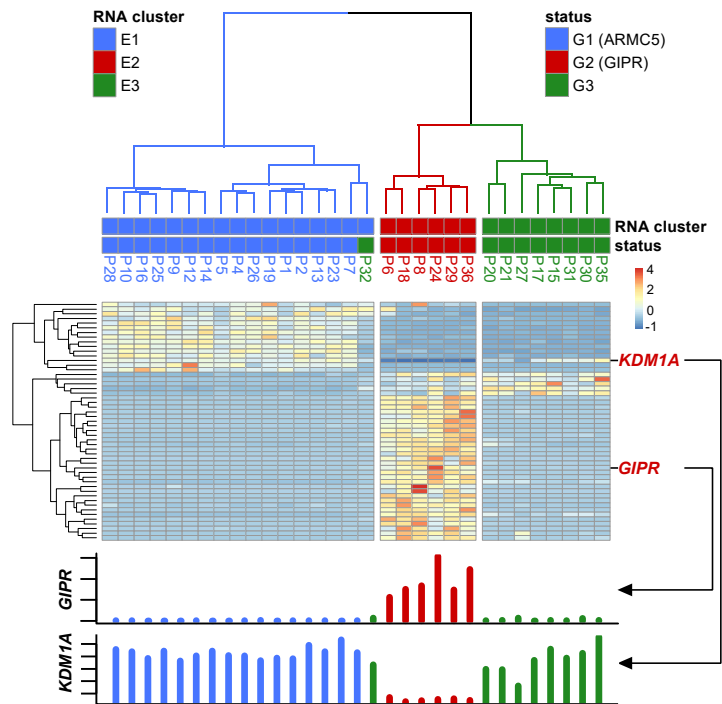 RNA cluster
E1
E2
E3
status
G1 (ARMC5)
G2 (GIPR)
G3
RNA cluster
status
P28
P10
P16
P25
P9
P12
P14
P5
P4
P26
P19
P1
P2
P13
P23
P7
P32
P6
P18
P8
P24
P29
P36
P20
P21
P27
P17
P15
P31
P30
P35
4
2
0
-1
KDM1A
GIPR
GIPR
KDM1A